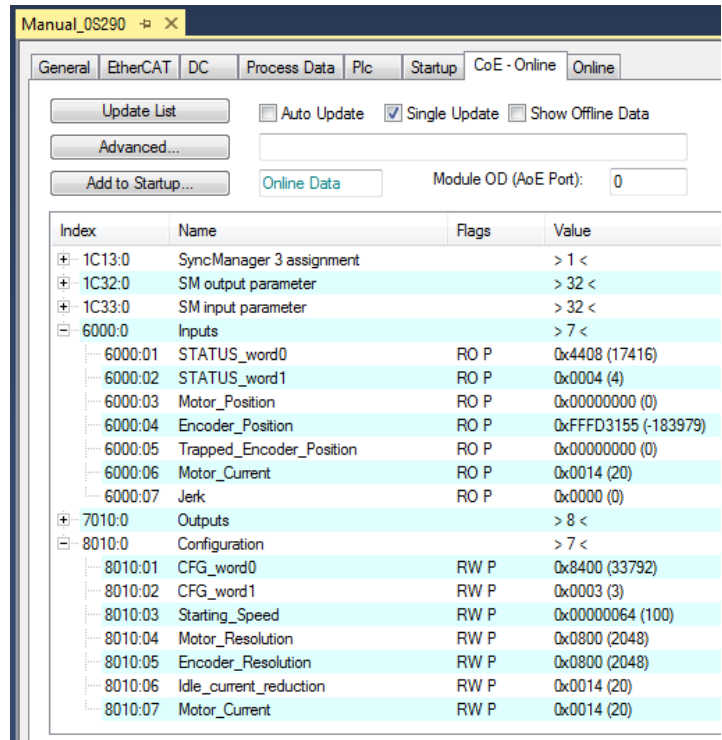 Manual_0S290
General EtherCAT DC Process Data Plc Startup CoE - Online Online
Update List Auto Update Single Update Show Offline Data
Advanced...
Add to Startup... Online Data Module OD (AoE Port): 0
Index Name Flags Value
1C13:0 SyncManager 3 assignment > 1 <
1C32:0 SM output parameter > 32 <
1C33:0 SM input parameter > 32 <
6000:0 Inputs > 7 <
6000:01 STATUS_word0 RO P 0x4408 (17416)
6000:02 STATUS_word1 RO P 0x0004 (4)
6000:03 Motor_Position RO P 0x00000000 (0)
6000:04 Encoder_Position RO P 0xFFFD3155 (-183979)
6000:05 Trapped_Encoder_Position RO P 0x00000000 (0)
6000:06 Motor_Current RO P 0x0014 (20)
6000:07 Jerk RO P 0x0000 (0)
7010:0 Outputs > 8 <
8010:0 Configuration > 7 <
8010:01 CFG_word0 RW P 0x8400 (33792)
8010:02 CFG_word1 RW P 0x0003 (3)
8010:03 Starting_Speed RW P 0x00000064 (100)
8010:04 Motor_Resolution RW P 0x0800 (2048)
8010:05 Encoder_Resolution RW P 0x0800 (2048)
8010:06 Idle_current_reduction RW P 0x0014 (20)
8010:07 Motor_Current RW P 0x0014 (20)